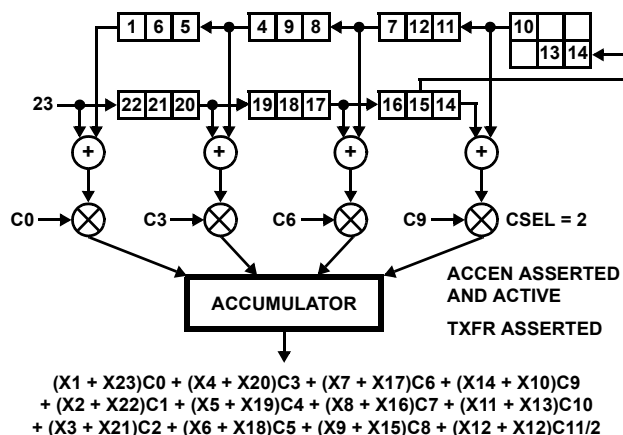 1 6 5 4 9 8 7 12 11 10
13 14
23 22 21 20 19 18 17 16 15 14
+ + + +
C0 C3 C6 C9 CSEL = 2
ACCEN ASSERTED
AND ACTIVE
ACCUMULATOR
TXFR ASSERTED
(X1 + X23)C0 + (X4 + X20)C3 + (X7 + X17)C6 + (X14 + X10)C9
+ (X2 + X22)C1 + (X5 + X19)C4 + (X8 + X16)C7 + (X11 + X13)C10
+ (X3 + X21)C2 + (X6 + X18)C5 + (X9 + X15)C8 + (X12 + X12)C11/2